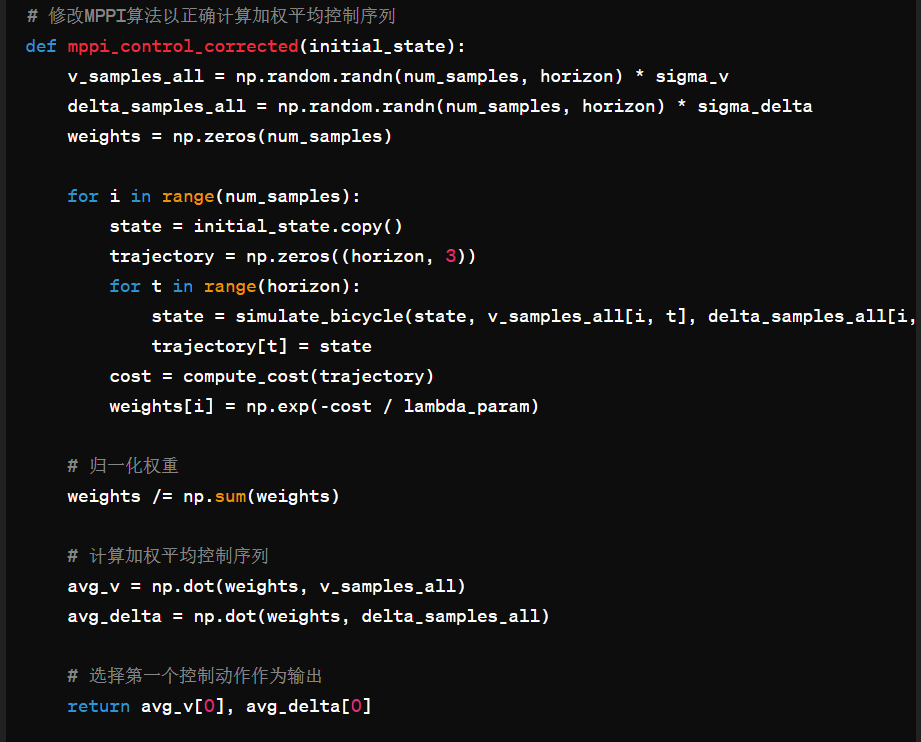 # 修改MPPI算法以正确计算加权平均控制序列
def mppi_control_corrected(initial_state):
    v_samples_all = np.random.randn(num_samples, horizon) * sigma_v
    delta_samples_all = np.random.randn(num_samples, horizon) * sigma_delta
    weights = np.zeros(num_samples)

    for i in range(num_samples):
        state = initial_state.copy()
        trajectory = np.zeros((horizon, 3))
        for t in range(horizon):
            state = simulate_bicycle(state, v_samples_all[i, t], delta_samples_all[i,
            trajectory[t] = state
        cost = compute_cost(trajectory)
        weights[i] = np.exp(-cost / lambda_param)

    # 归一化权重
    weights /= np.sum(weights)

    # 计算加权平均控制序列
    avg_v = np.dot(weights, v_samples_all)
    avg_delta = np.dot(weights, delta_samples_all)

    # 选择第一个控制动作作为输出
    return avg_v[0], avg_delta[0]